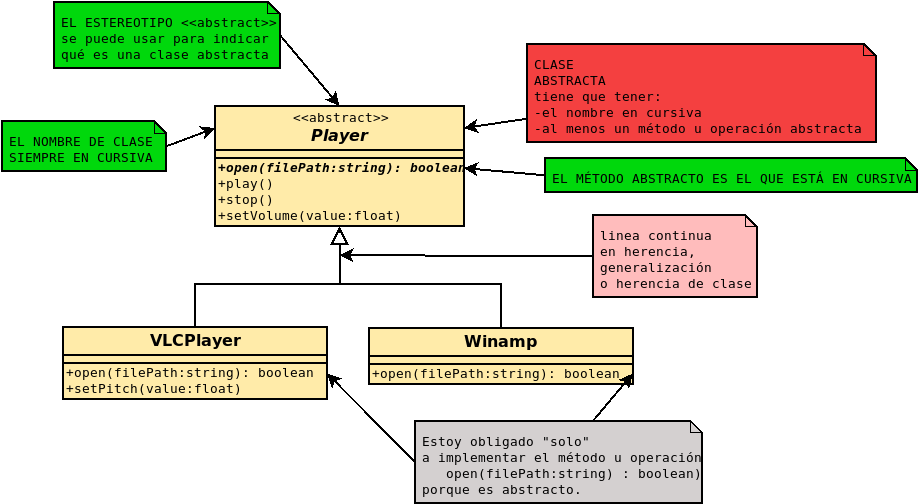 EL ESTEREOTIPO <<abstract>>
se puede usar para indicar
qué es una clase abstracta
CLASE
ABSTRACTA
tiene que tener:
-el nombre en cursiva
-al menos un método u operación abstracta
EL NOMBRE DE CLASE
SIEMPRE EN CURSIVA
<<abstract>>
Player
+open(filePath:string): boolean
+play()
+stop()
+setVolume(value:float)
EL MÉTODO ABSTRACTO ES EL QUE ESTÁ EN CURSIVA
linea continua
en herencia,
generalización
o herencia de clase
VLCPlayer
+open(filePath:string): boolean
+setPitch(value:float)
Winamp
+open(filePath:string): boolean
Estoy obligado "solo"
a implementar el método u operación
open(filePath:string) : boolean)
porque es abstracto.